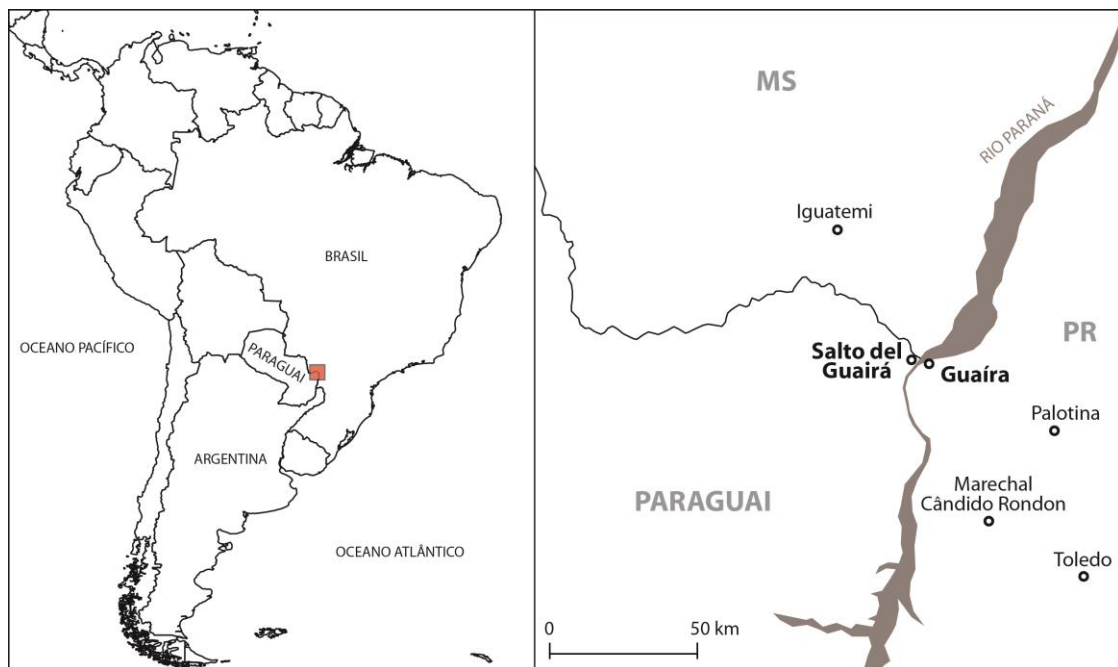 BRASIL
OCEANO PACÍFICO
PARAGUAI
ARGENTINA
OCEANO ATLÂNTICO
MS
RIO PARANÁ
Iguatemi
PR
Salto del
Guairá
Guaíra
Palotina
PARAGUAI
Marechal
Cândido Rondon
Toledo
0
50 km